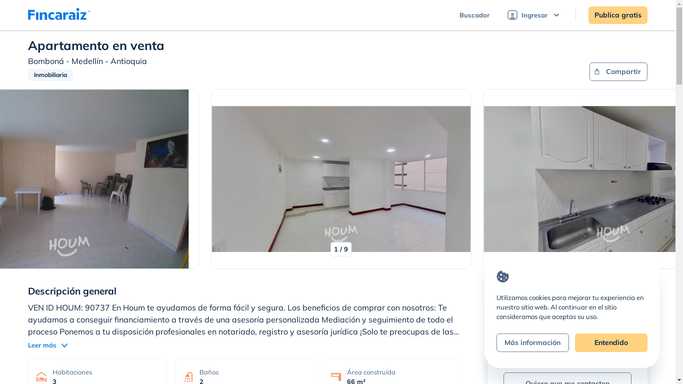 Fincaraiz
Buscador
Ingresar
Publica gratis
Apartamento en venta
Bomboná - Medellín - Antioquia
Inmobiliaria
Compartir
HOUM
HOUM
HOUM
1 / 9
Descripción general
VEN ID HOUM: 90737 En Houm te ayudamos de forma fácil y segura. Los beneficios de comprar con nosotros: Te
ayudamos a conseguir financiamiento a través de una asesoría personalizada Mediación y seguimiento de todo el
proceso Ponemos a tu disposición profesionales en notariado, registro y asesoría jurídica ¡Solo te preocupas de las...
Leer más
Habitaciones
3
Baños
2
Área construida
66 m²
Utilizamos cookies para mejorar tu experiencia en
nuestro sitio web. Al continuar en el sitio
consideramos que aceptas su uso.
Más información
Entendido
Quiero que me contacten